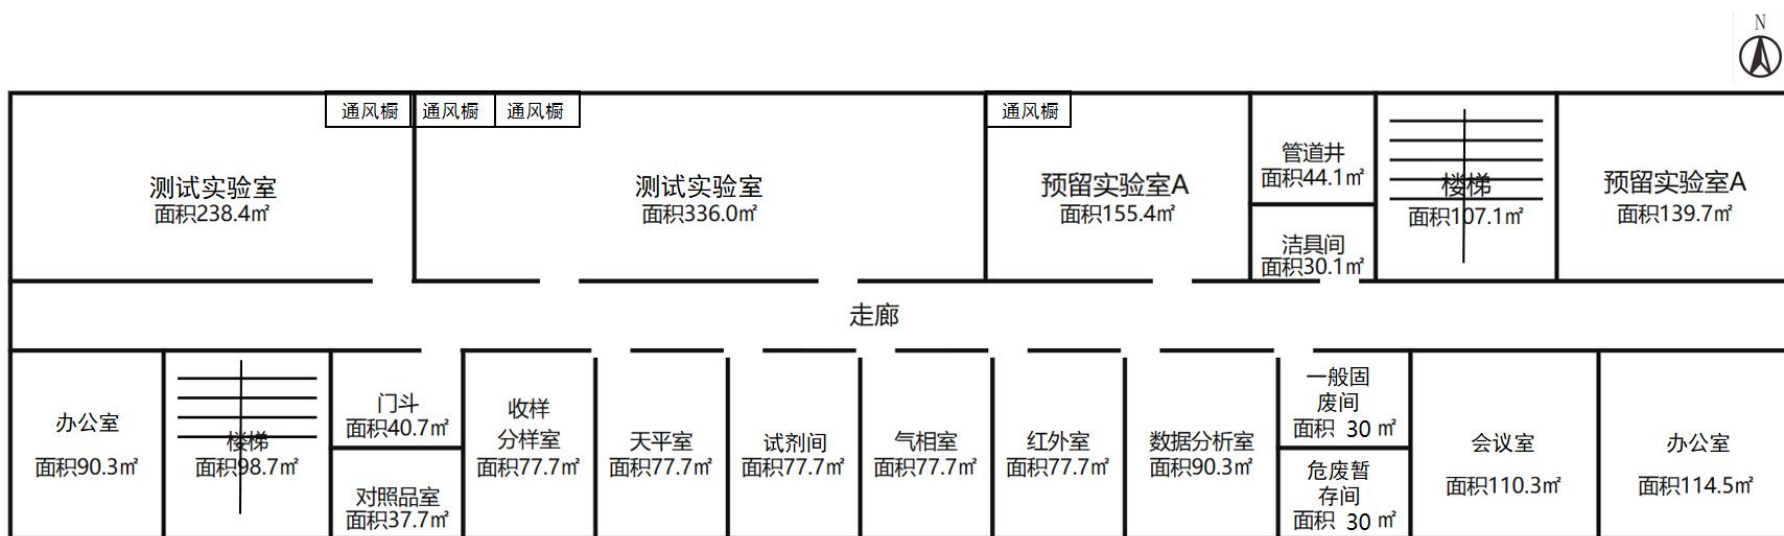 N
通风橱
通风橱
通风橱
通风橱
测试实验室
面积238.4㎡
测试实验室
面积336.0㎡
预留实验室A
面积155.4㎡
管道井
面积44.1㎡
洁具间
面积30.1㎡
楼梯
面积107.1㎡
预留实验室A
面积139.7㎡
走廊
办公室
面积90.3㎡
楼梯
面积98.7㎡
门斗
面积40.7㎡
对照品室
面积37.7㎡
收样
分样室
面积77.7㎡
天平室
面积77.7㎡
试剂间
面积77.7㎡
气相室
面积77.7㎡
红外室
面积77.7㎡
数据分析室
面积90.3㎡
一般固
废间
面积 30 ㎡
危废暂
存间
面积 30 ㎡
会议室
面积110.3㎡
办公室
面积114.5㎡